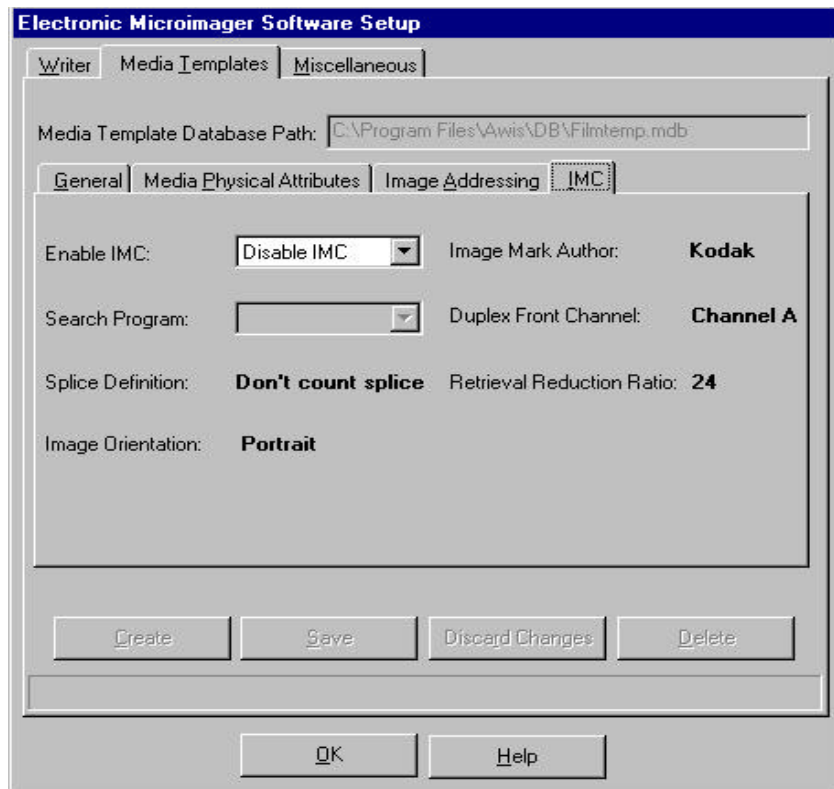 Electronic Microimager Software Setup
Writer Media Templates Miscellaneous
Media Template Database Path: C:\Program Files\Awis\DB\Filmtemp.mdb
General Media Physical Attributes Image Addressing IMC
Enable IMC: Disable IMC Image Mark Author: Kodak
Search Program: Duplex Front Channel: Channel A
Splice Definition: Don't count splice Retrieval Reduction Ratio: 24
Image Orientation: Portrait
Create Save Discard Changes Delete
OK Help